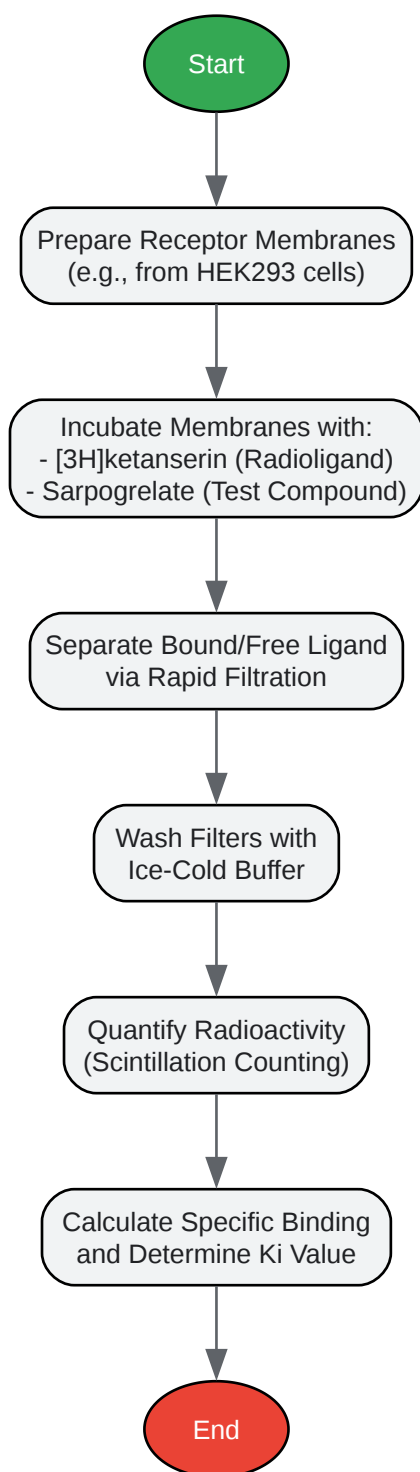 Start
Prepare Receptor Membranes
(e.g., from HEK293 cells)
Incubate Membranes with:
- [3H]ketanserin (Radioligand)
- Sarpogrelate (Test Compound)
Separate Bound/Free Ligand
via Rapid Filtration
Wash Filters with
Ice-Cold Buffer
Quantify Radioactivity
(Scintillation Counting)
Calculate Specific Binding
and Determine Ki Value
End